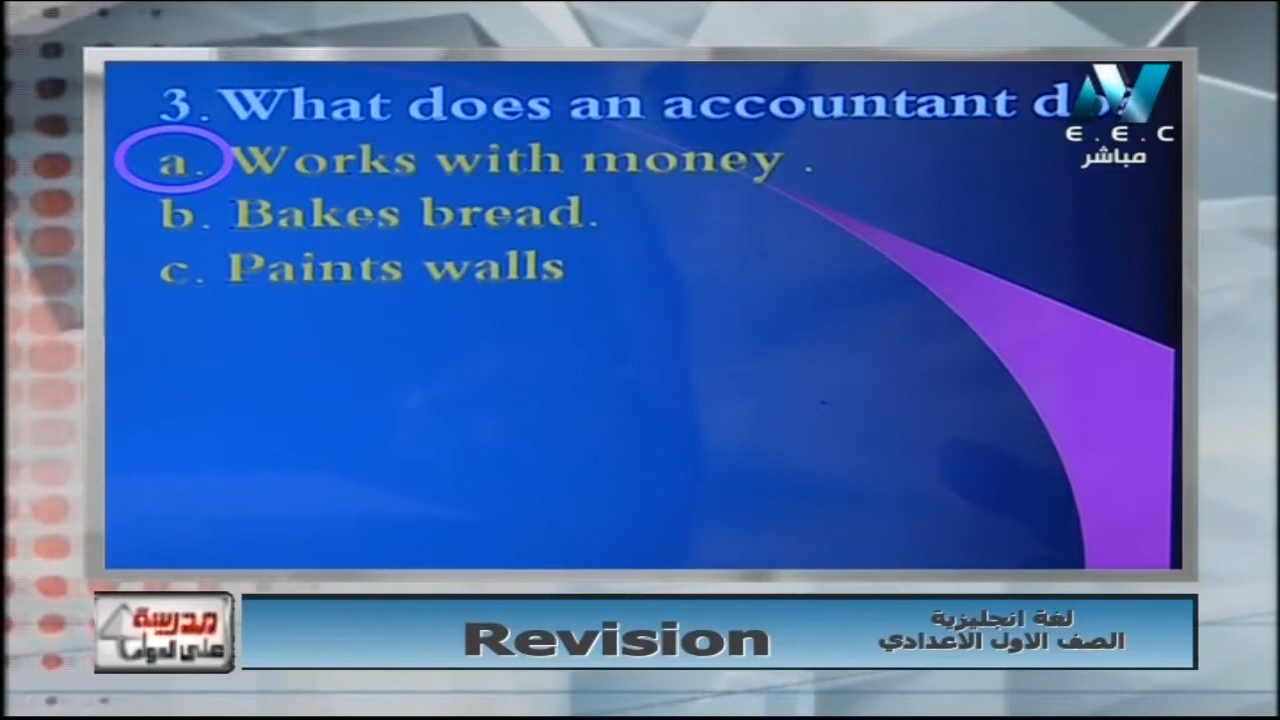 3. What does an accountant do?
a. Works with money .
b. Bakes bread.
c. Paints walls
E . E . C
مباشر
مدرسة
على الهواء
Revision
لغة انجليزية
الصف الاول الاعدادي